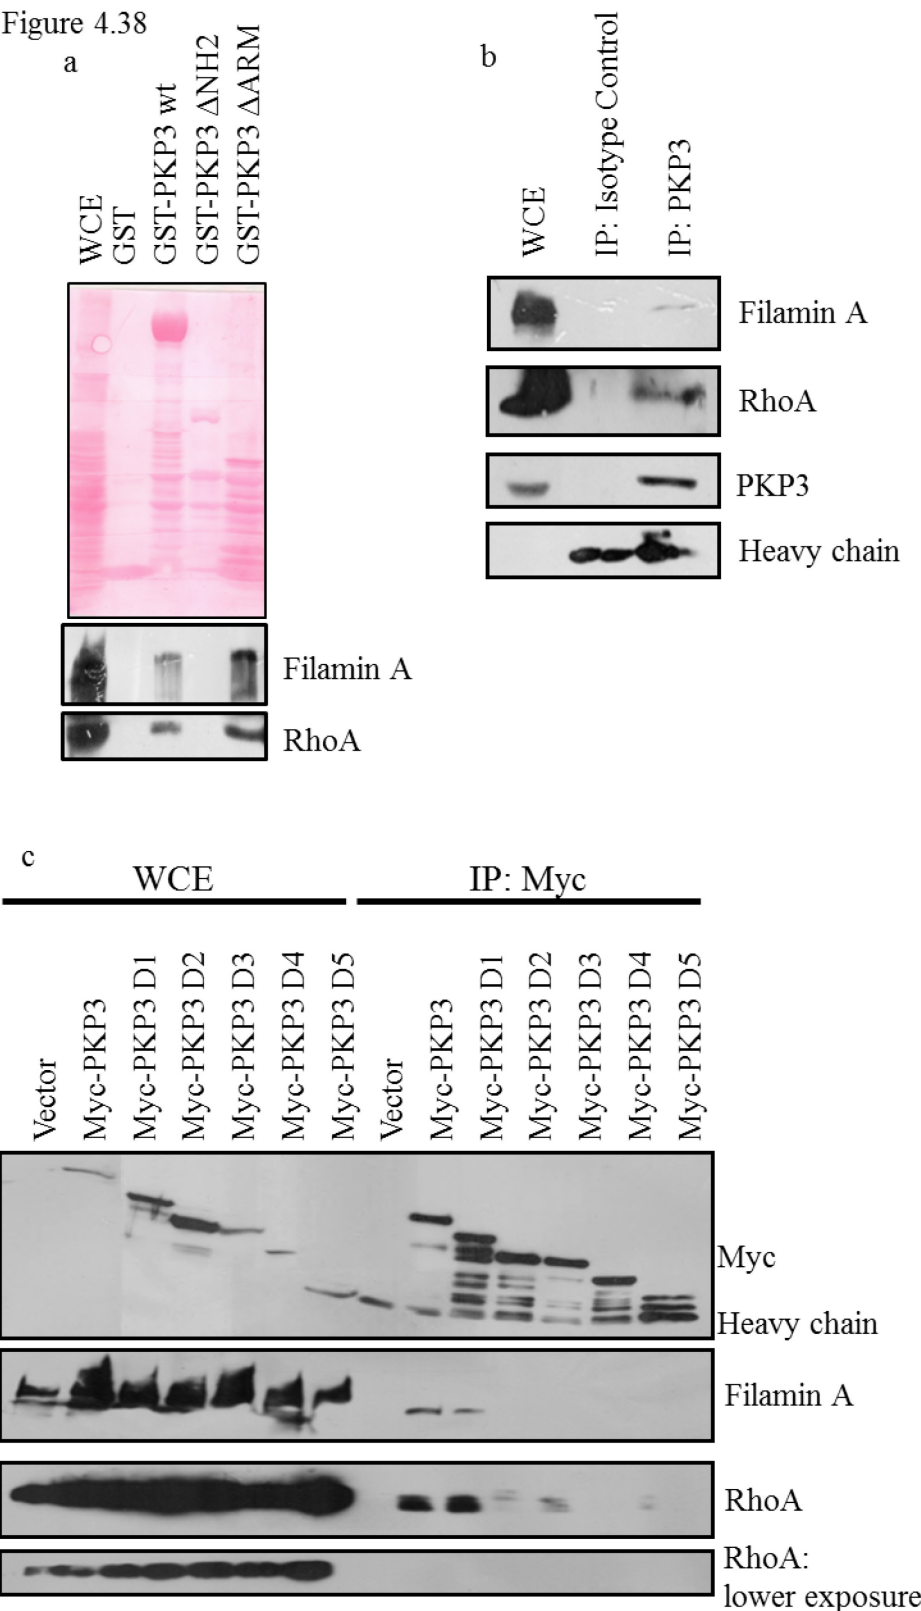 Figure 4.38
a
WCE
GST
GST-PKP3 wt
GST-PKP3 ΔNH2
GST-PKP3 ΔARM
Filamin A
RhoA
b
WCE
IP: Isotype Control
IP: PKP3
Filamin A
RhoA
PKP3
Heavy chain
c
WCE
IP: Myc
Vector
Myc-PKP3
Myc-PKP3 D1
Myc-PKP3 D2
Myc-PKP3 D3
Myc-PKP3 D4
Myc-PKP3 D5
Vector
Myc-PKP3
Myc-PKP3 D1
Myc-PKP3 D2
Myc-PKP3 D3
Myc-PKP3 D4
Myc-PKP3 D5
Myc
Heavy chain
Filamin A
RhoA
RhoA:
lower exposure